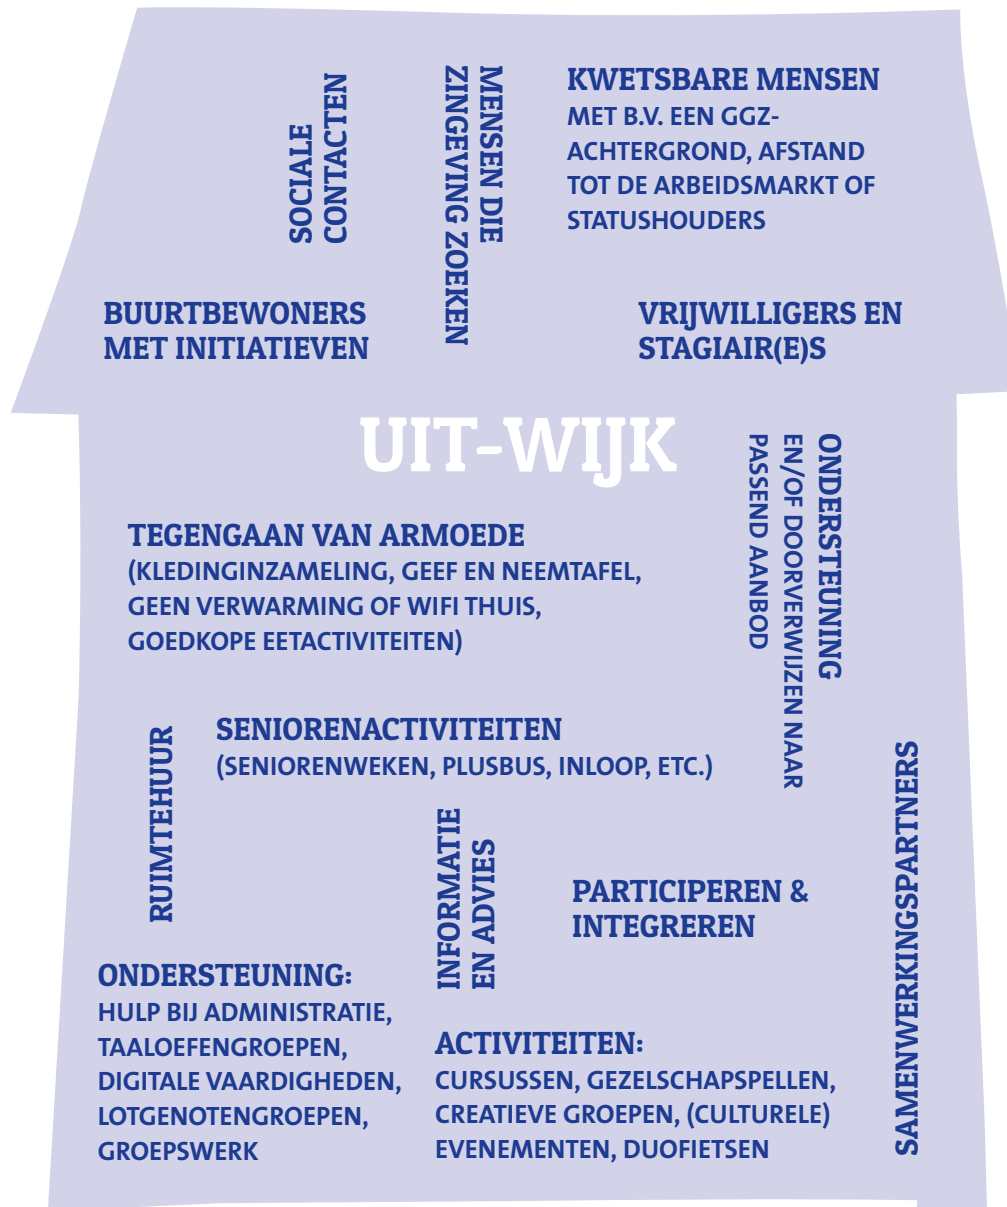 SOCIALE
CONTACTEN
MENSEN DIE
ZINGEVING ZOEKEN
KWETSBARE MENSEN
MET B.V. EEN GGZ-
ACHTERGROND, AFSTAND
TOT DE ARBEIDSMARKT OF
STATUSHOUDERS
BUURTBEWONERS
MET INITIATIEVEN
VRIJWILLIGERS EN
STAGIAIR(E)S
UIT-WIJK
ONDERSTEUNING
EN/OF DOORVERWIJZEN NAAR
PASSEND AANBOD
TEGENGAAN VAN ARMOEDE
(KLEDINGINZAMELING, GEEF EN NEEMTAFEL,
GEEN VERWARMING OF WIFI THUIS,
GOEDKOPE EETACTIVITEITEN)
SENIORENACTIVITEITEN
(SENIORENWEKEN, PLUSBUS, INLOOP, ETC.)
RUIMTEHUUR
INFORMATIE
EN ADVIES
PARTICIPEREN &
INTEGREREN
SAMENWERKINGSPARTNERS
ONDERSTEUNING:
HULP BIJ ADMINISTRATIE,
TAALOEFENGROEPEN,
DIGITALE VAARDIGHEDEN,
LOTGENOTENGROEPEN,
GROEPSWERK
ACTIVITEITEN:
CURSUSSEN, GEZELSCHAPSPELLEN,
CREATIEVE GROEPEN, (CULTURELE)
EVENEMENTEN, DUOFIETSEN